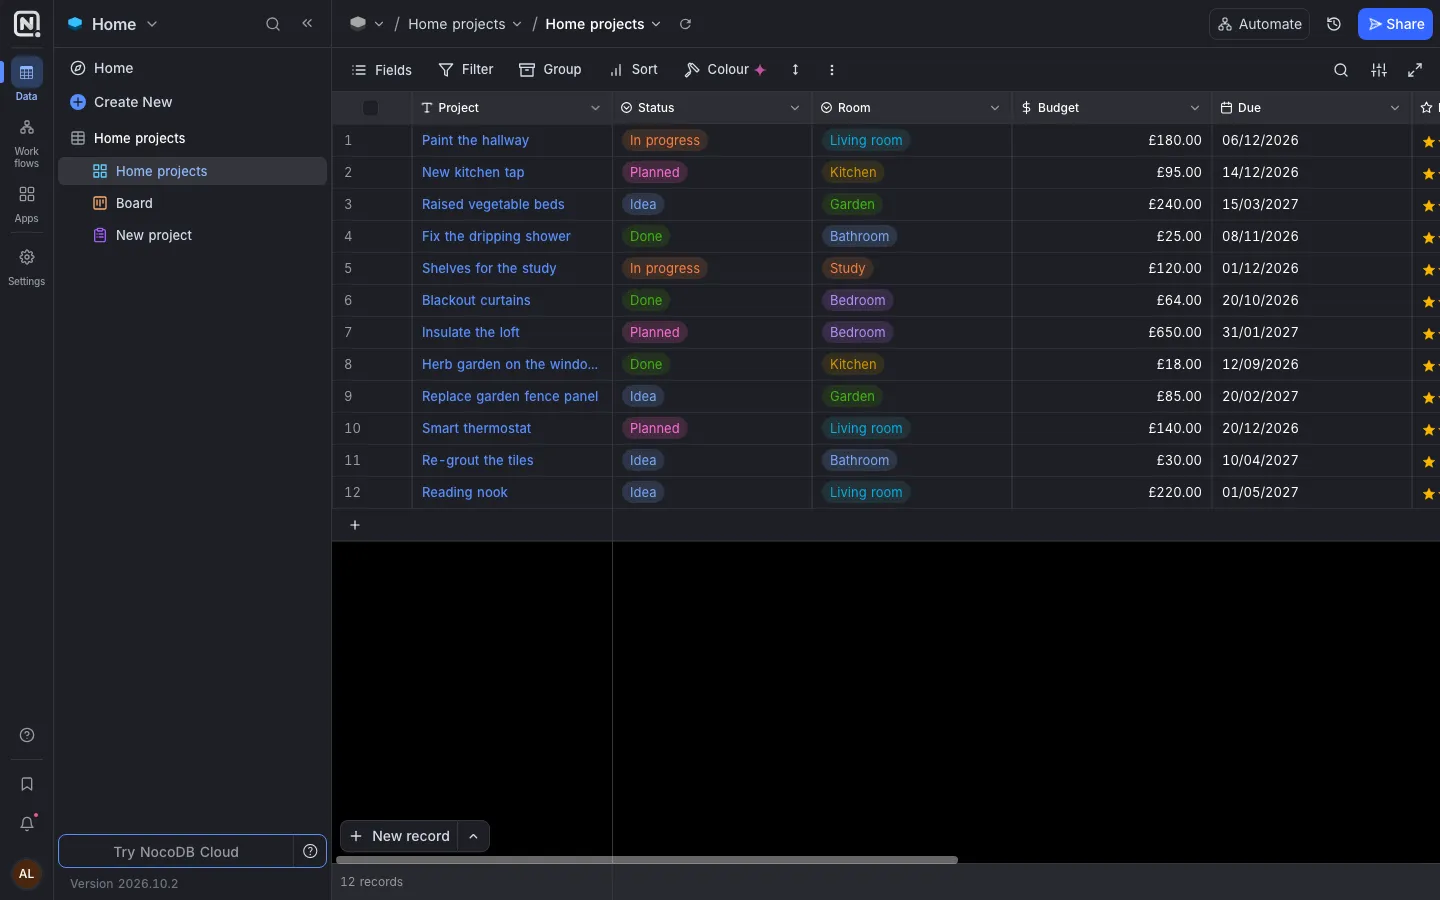 Home
Home projects
Home projects
Automate
Share
Data
Work
flows
Apps
Settings
AL
Home
Create New
Home projects
Home projects
Board
New project
Try NocoDB Cloud
Version 2026.10.2
Fields
Filter
Group
Sort
Colour
Project Status Room Budget Due
1 Paint the hallway In progress Living room £180.00 06/12/2026
2 New kitchen tap Planned Kitchen £95.00 14/12/2026
3 Raised vegetable beds Idea Garden £240.00 15/03/2027
4 Fix the dripping shower Done Bathroom £25.00 08/11/2026
5 Shelves for the study In progress Study £120.00 01/12/2026
6 Blackout curtains Done Bedroom £64.00 20/10/2026
7 Insulate the loft Planned Bedroom £650.00 31/01/2027
8 Herb garden on the windo... Done Kitchen £18.00 12/09/2026
9 Replace garden fence panel Idea Garden £85.00 20/02/2027
10 Smart thermostat Planned Living room £140.00 20/12/2026
11 Re-grout the tiles Idea Bathroom £30.00 10/04/2027
12 Reading nook Idea Living room £220.00 01/05/2027
New record
12 records